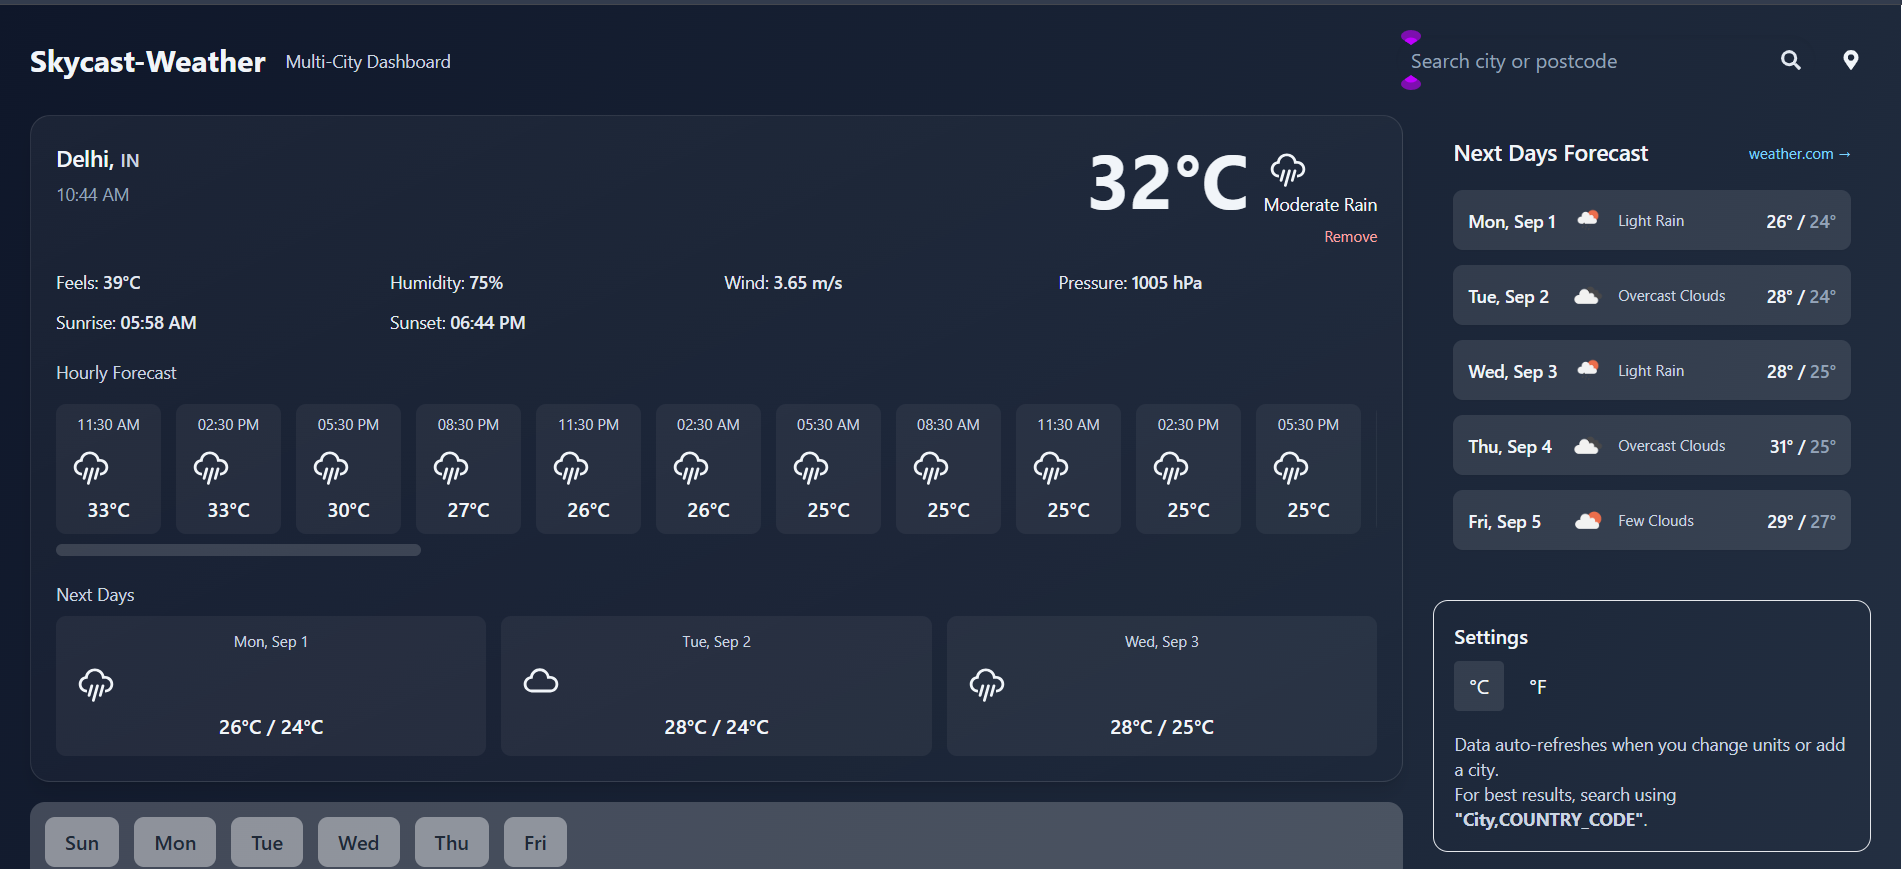 Skycast-Weather Multi-City Dashboard
Search city or postcode
Delhi, IN
10:44 AM
32°C
Moderate Rain
Remove
Feels: 39°C Humidity: 75% Wind: 3.65 m/s Pressure: 1005 hPa
Sunrise: 05:58 AM Sunset: 06:44 PM
Hourly Forecast
11:30 AM 02:30 PM 05:30 PM 08:30 PM 11:30 PM 02:30 AM 05:30 AM 08:30 AM 11:30 AM 02:30 PM 05:30 PM
33°C 33°C 30°C 27°C 26°C 26°C 25°C 25°C 25°C 25°C 25°C
Next Days
Mon, Sep 1 Tue, Sep 2 Wed, Sep 3
26°C / 24°C 28°C / 24°C 28°C / 25°C
Sun Mon Tue Wed Thu Fri
Next Days Forecast weather.com →
Mon, Sep 1 Light Rain 26° / 24°
Tue, Sep 2 Overcast Clouds 28° / 24°
Wed, Sep 3 Light Rain 28° / 25°
Thu, Sep 4 Overcast Clouds 31° / 25°
Fri, Sep 5 Few Clouds 29° / 27°
Settings
°C °F
Data auto-refreshes when you change units or add
a city.
For best results, search using
"City,COUNTRY_CODE".